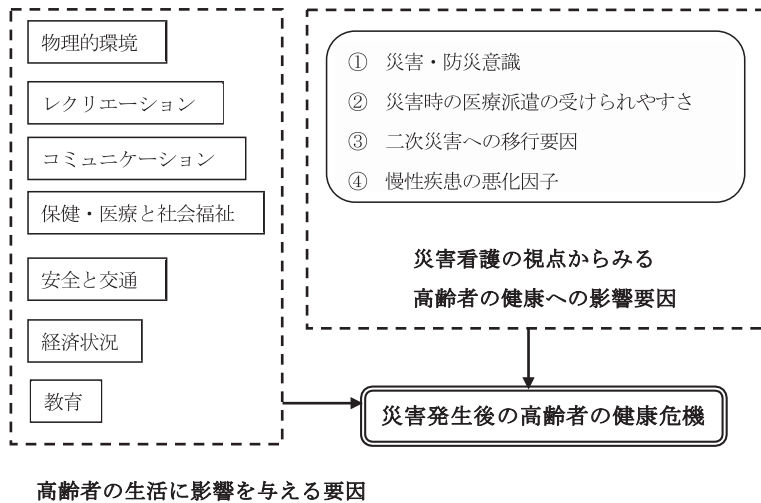 物理的環境
レクリエーション
コミュニケーション
保健・医療と社会福祉
安全と交通
経済状況
教育
高齢者の生活に影響を与える要因
① 災害・防災意識
② 災害時の医療派遣の受けられやすさ
③ 二次災害への移行要因
④ 慢性疾患の悪化因子
災害看護の視点からみる
高齢者の健康への影響要因
災害発生後の高齢者の健康危機